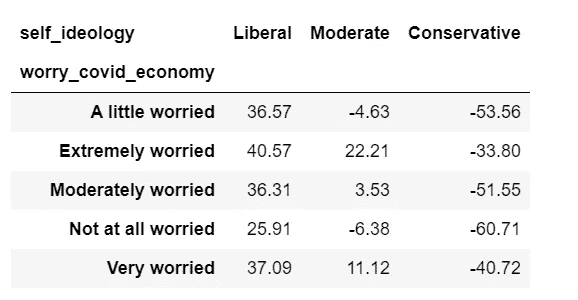 self_ideology Liberal Moderate Conservative
worry_covid_economy
A little worried 36.57 -4.63 -53.56
Extremely worried 40.57 22.21 -33.80
Moderately worried 36.31 3.53 -51.55
Not at all worried 25.91 -6.38 -60.71
Very worried 37.09 11.12 -40.72